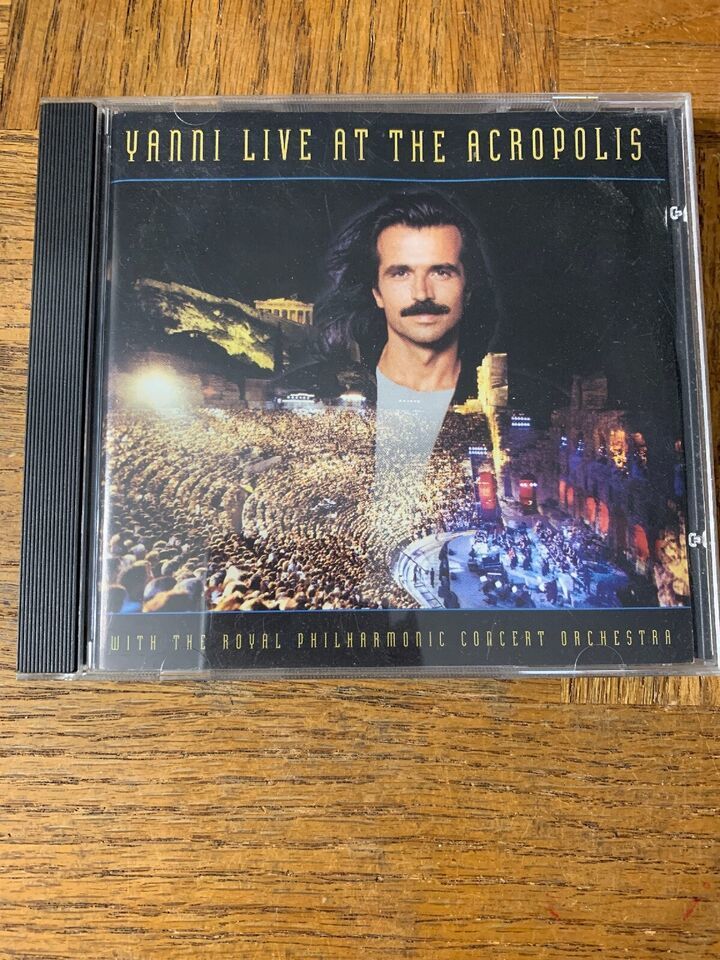 YANNI LIVE AT THE ACROPOLIS
WITH THE ROYAL PHILHARMONIC CONCERT ORCHESTRA